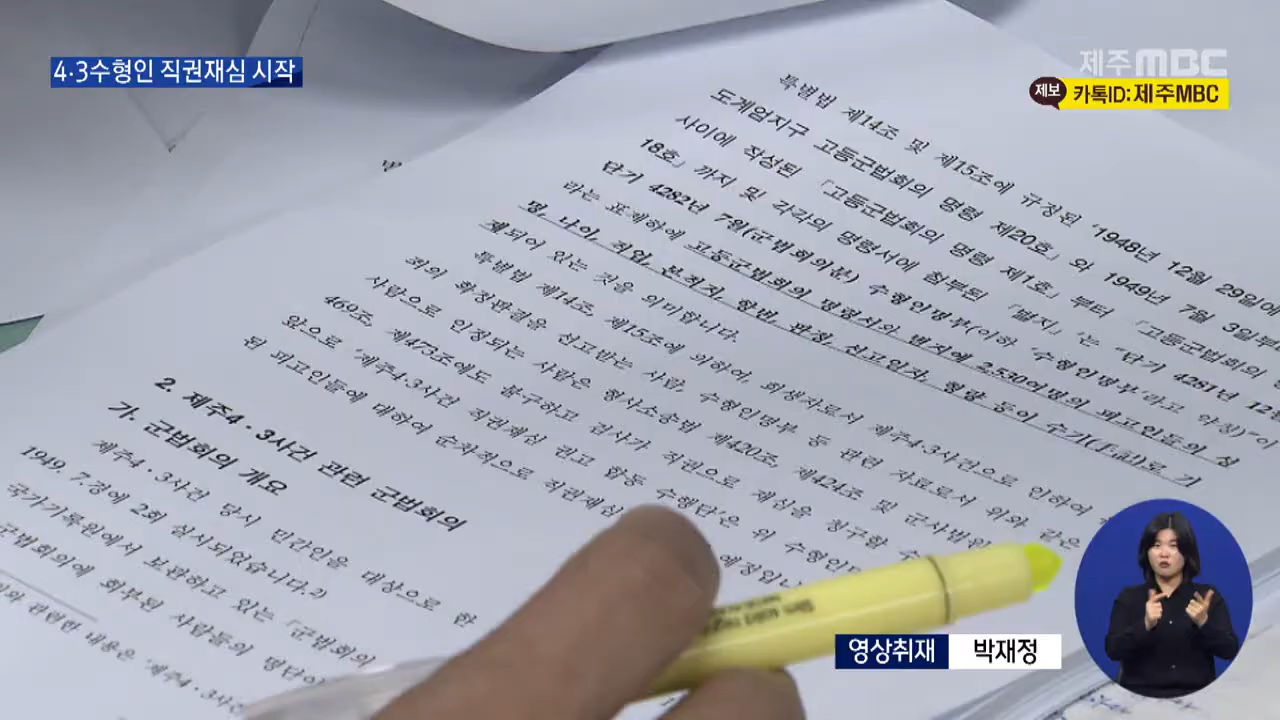 4·3수형인 직권재심 시작
제주MBC
제보 카톡ID:제주MBC
특별법 제14조 및 제15조에 규정된 '1948년 12월 29일에
도계엄지구 고등군법회의 명령 제20호」와 1949년 7월 3일부
사이에 작성된 「고등군법회의 명령 제1호」부터 「고등군법회의
18호」까지 및 각각의 명령서에 첨부된 「별지」는 "단기 4281년 12
단기 4282년 7월(군법회의분) 수형인명부(이하 '수형인명부'라고 약칭)"이
라는 표제하에 고등군법회의 명령서와 별지에 2,530여명의 피고인들의 성
명, 나이, 직업, 본적지, 항변, 판정, 선고일자, 형량 등이 수기(手記)로 기
재되어 있는 것을 의미합니다.
특별법 제14조, 제15조에 의하여, 희생자로서 제주4·3사건으로 인하여
죄의 확정판결을 선고받는 사람, 수형인명부 등 관련 자료로서 위와 같은
사람으로 인정되는 사람은 형사소송법 제420조, 제424조 및 군사법원
469조, 제473조에도 불구하고 검사가 직권으로 재심을 청구할 수
앞으로 '제주4·3사건 직권재심 권고 합동 수행단'은 위 수형인
된 피고인들에 대하여 순차적으로 직권재심
예정입니
2. 제주4·3사건 관련 군법회의
가. 군법회의 개요
제주4·3사건 당시 민간인을 대상으로 한
1949. 7.경에 2회 실시되었습니다.2)
국가기록원에서 보관하고 있는 「군법회의
군법회의에 회부된 사람들의 명단이
와 관련한 내용은 '제주4·3사건
영상취재 박재정